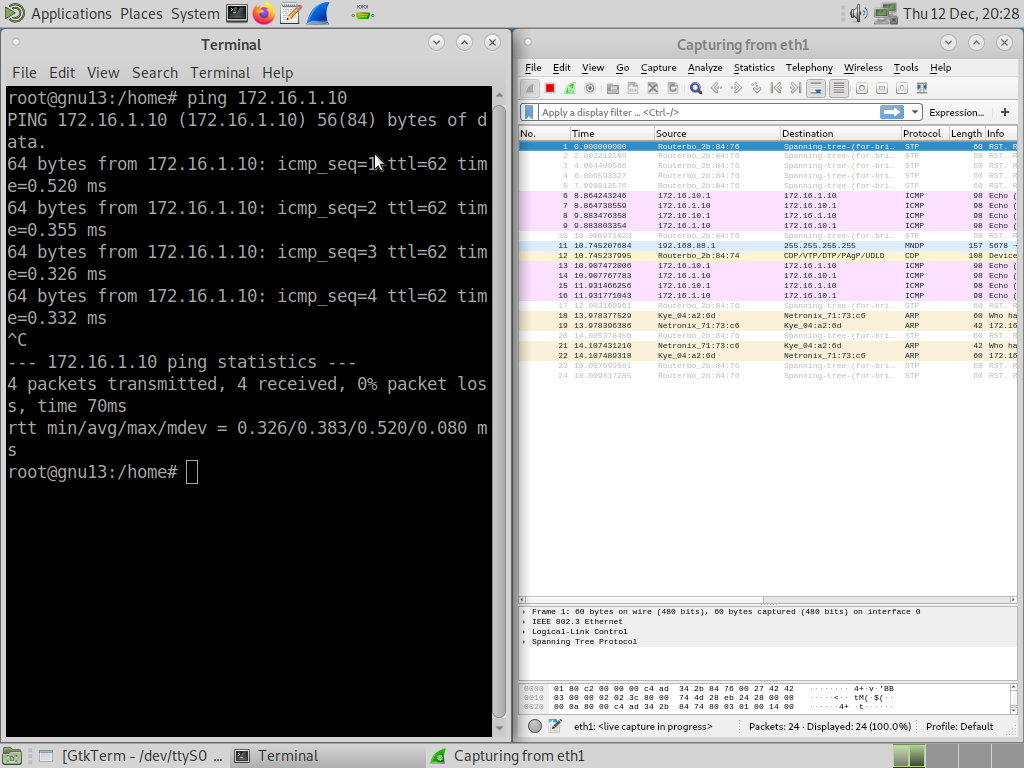 Applications Places System Thu 12 Dec, 20:28
Terminal
File Edit View Search Terminal Help
root@gnu13:/home# ping 172.16.1.10
PING 172.16.1.10 (172.16.1.10) 56(84) bytes of d
ata.
64 bytes from 172.16.1.10: icmp_seq=1 ttl=62 tim
e=0.520 ms
64 bytes from 172.16.1.10: icmp_seq=2 ttl=62 tim
e=0.355 ms
64 bytes from 172.16.1.10: icmp_seq=3 ttl=62 tim
e=0.326 ms
64 bytes from 172.16.1.10: icmp_seq=4 ttl=62 tim
e=0.332 ms
^C
--- 172.16.1.10 ping statistics ---
4 packets transmitted, 4 received, 0% packet los
s, time 70ms
rtt min/avg/max/mdev = 0.326/0.383/0.520/0.080 m
s
root@gnu13:/home#
Capturing from eth1
File Edit View Go Capture Analyze Statistics Telephony Wireless Tools Help
Apply a display filter ... <Ctrl-/> Expression... +
No. Time Source Destination Protocol Length Info
1 0.000000000 Routerbo_2b:84:76 Spanning-tree-(for-bri… STP 60 RST. R
2 2.002212186 Routerbo_2b:84:76 Spanning-tree-(for-bri… STP 60 RST. R
3 4.004409566 Routerbo_2b:84:76 Spanning-tree-(for-bri… STP 60 RST. R
4 6.006593327 Routerbo_2b:84:76 Spanning-tree-(for-bri… STP 60 RST. R
5 7.998812576 Routerbo_2b:84:76 Spanning-tree-(for-bri… STP 60 RST. R
6 8.864243246 172.16.10.1 172.16.1.10 ICMP 98 Echo (
7 8.864738559 172.16.1.10 172.16.10.1 ICMP 98 Echo (
8 9.883476358 172.16.10.1 172.16.1.10 ICMP 98 Echo (
9 9.883803354 172.16.1.10 172.16.10.1 ICMP 98 Echo (
10 10.000971823 Routerbo_2b:84:76 Spanning-tree-(for-bri… STP 60 RST. R
11 10.745207684 192.168.88.1 255.255.255.255 MNDP 157 5678 →
12 10.745237995 Routerbo_2b:84:74 CDP/VTP/DTP/PAgP/UDLD CDP 108 Device
13 10.907472006 172.16.10.1 172.16.1.10 ICMP 98 Echo (
14 10.907767783 172.16.1.10 172.16.10.1 ICMP 98 Echo (
15 11.931466256 172.16.10.1 172.16.1.10 ICMP 98 Echo (
16 11.931771043 172.16.1.10 172.16.10.1 ICMP 98 Echo (
17 12.003160961 Routerbo_2b:84:76 Spanning-tree-(for-bri… STP 60 RST. R
18 13.978377529 Kye_04:a2:6d Netronix_71:73:c6 ARP 60 Who ha
19 13.978396386 Netronix_71:73:c6 Kye_04:a2:6d ARP 42 172.16
20 14.005378456 Routerbo_2b:84:76 Spanning-tree-(for-bri… STP 60 RST. R
21 14.107431210 Netronix_71:73:c6 Kye_04:a2:6d ARP 42 Who ha
22 14.107489318 Kye_04:a2:6d Netronix_71:73:c6 ARP 60 172.16
23 16.007599581 Routerbo_2b:84:76 Spanning-tree-(for-bri… STP 60 RST. R
24 18.009817285 Routerbo_2b:84:76 Spanning-tree-(for-bri… STP 60 RST. R
Frame 1: 60 bytes on wire (480 bits), 60 bytes captured (480 bits) on interface 0
IEEE 802.3 Ethernet
Logical-Link Control
Spanning Tree Protocol
0000 01 80 c2 00 00 00 c4 ad 34 2b 84 76 00 27 42 42 ········ 4+·v·'BB
0010 03 00 00 02 02 3c 80 00 74 4d 28 eb 24 28 00 00 ·····<·· tM(·$(··
0020 00 0a 80 00 c4 ad 34 2b 84 74 80 03 01 00 14 00 ······4+ ·t······
eth1: <live capture in progress> Packets: 24 · Displayed: 24 (100.0%) Profile: Default
[GtkTerm - /dev/ttyS0 ... Terminal Capturing from eth1